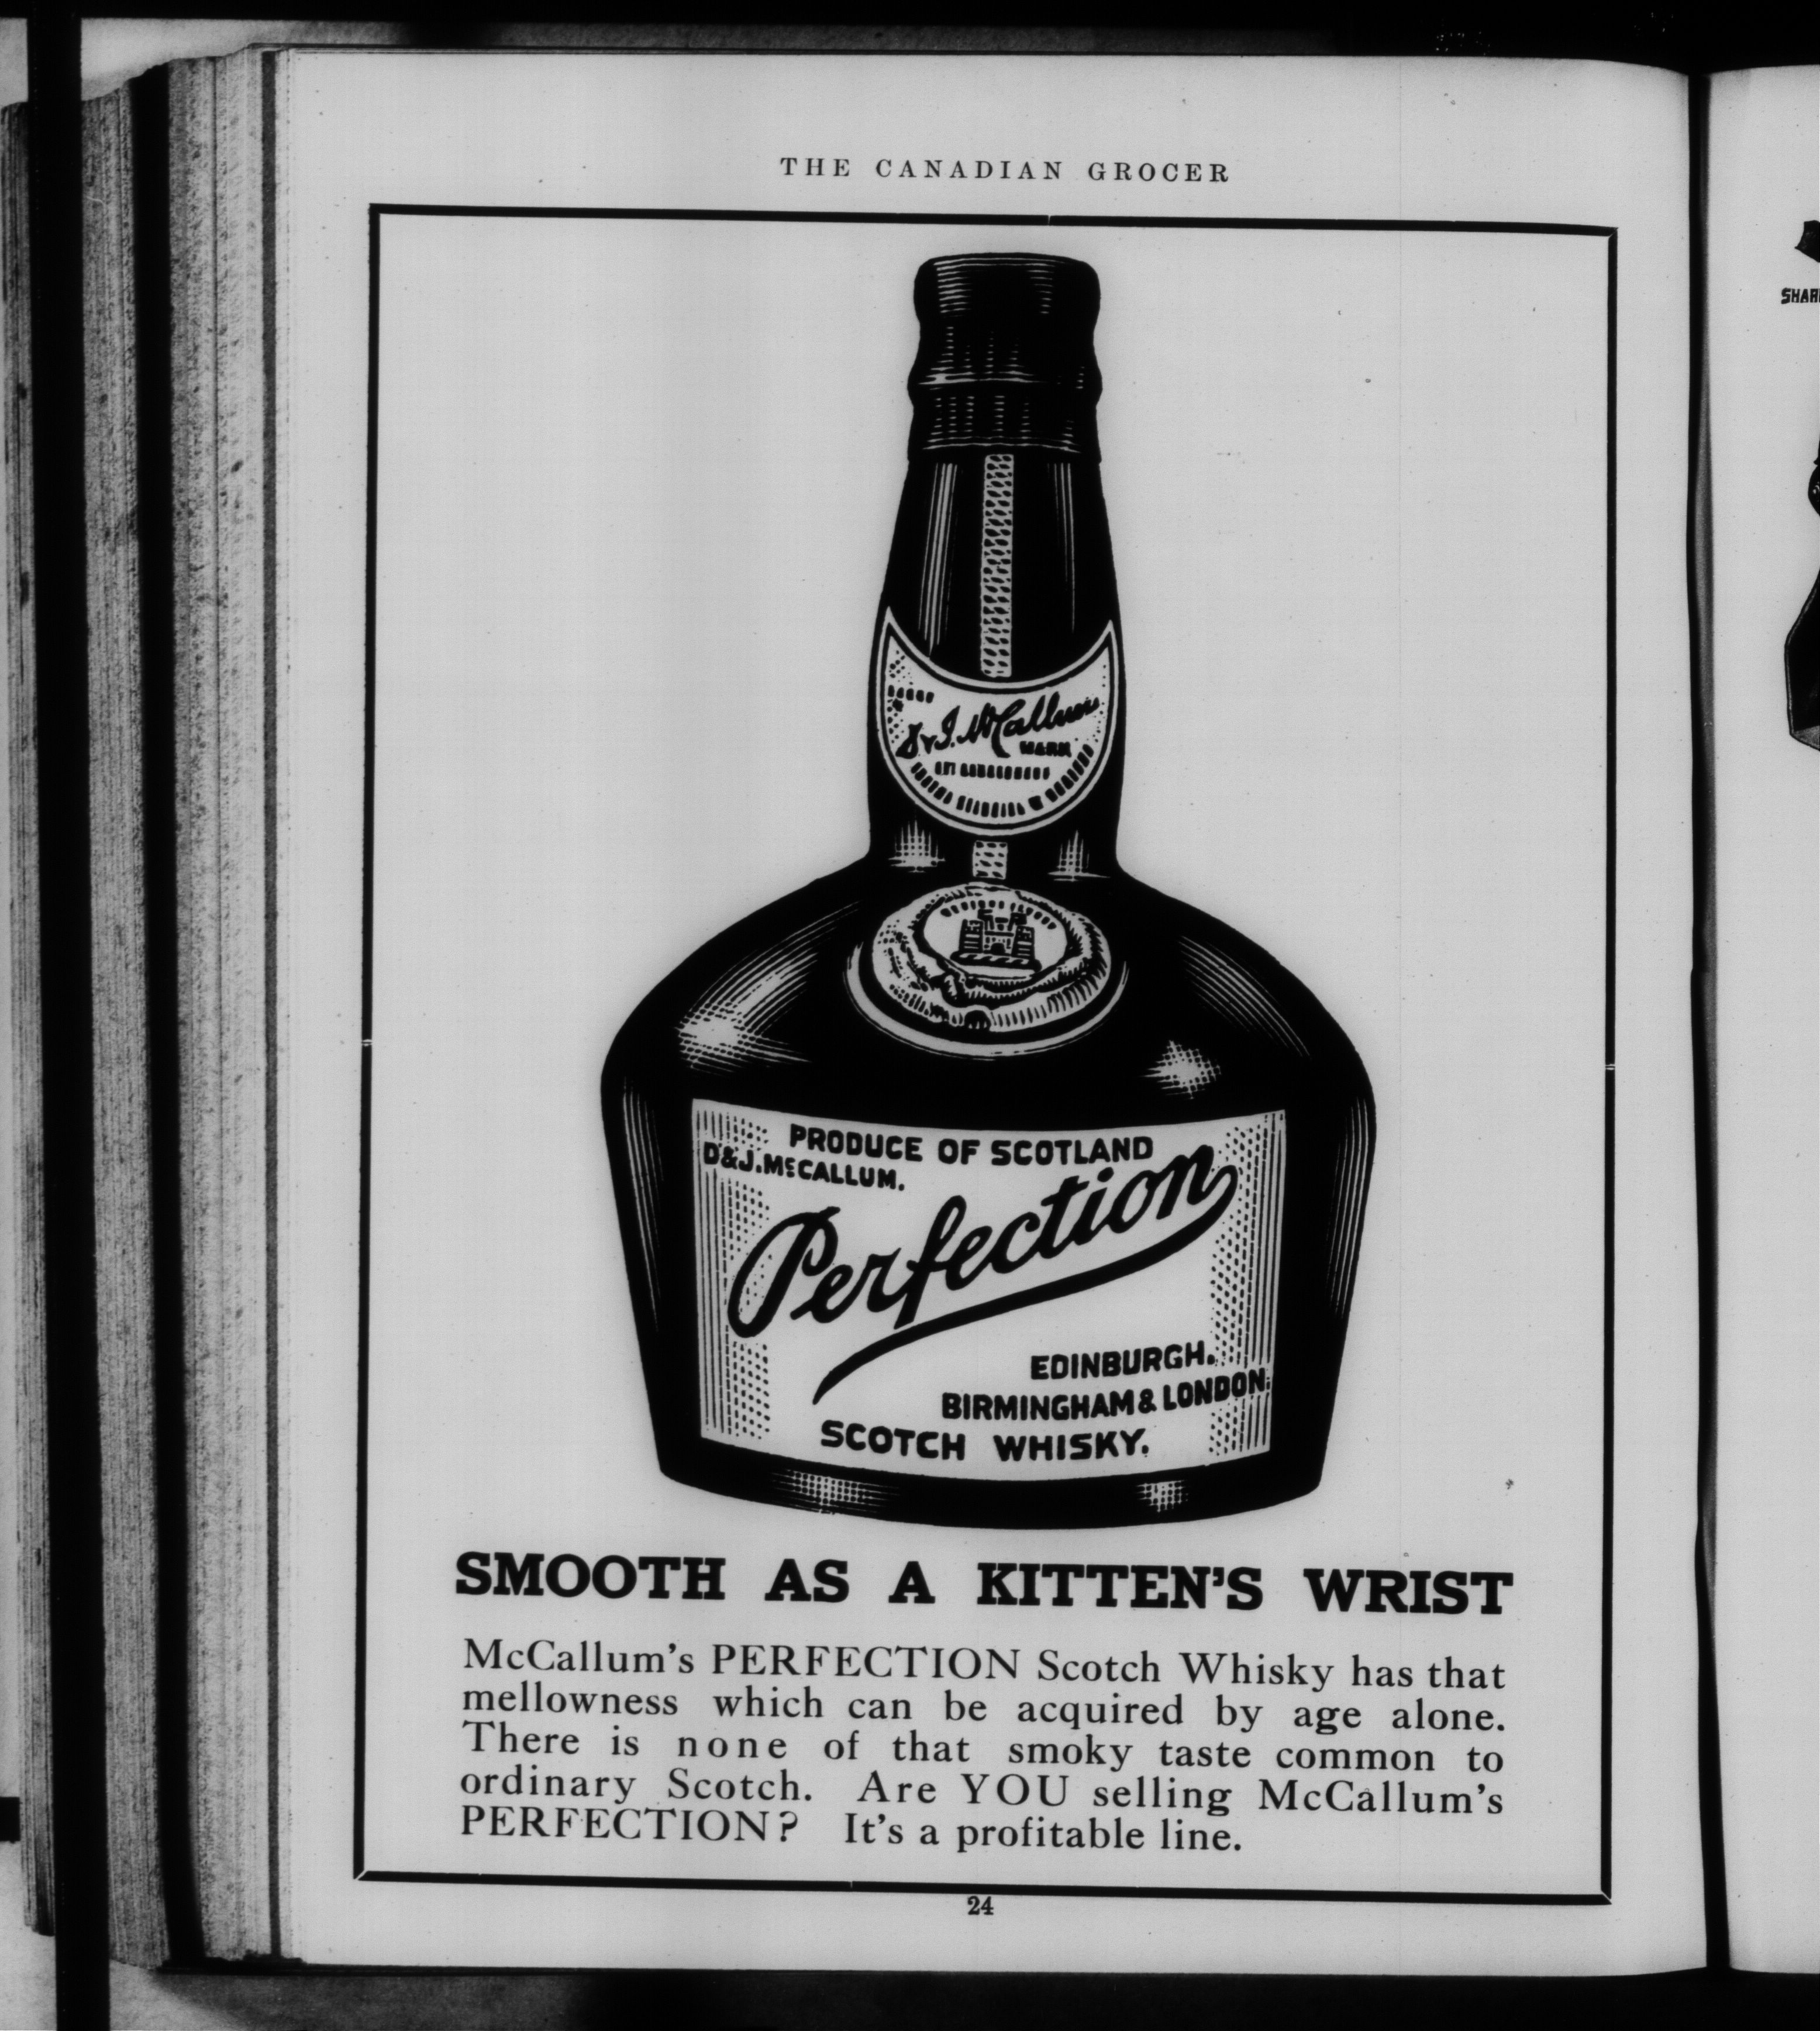 THE CANADIAN GROCER
D & J. McCallum
MARK
PRODUCE OF SCOTLAND
D & J. McCALLUM.
Perfection
EDINBURGH.
BIRMINGHAM & LONDON.
SCOTCH WHISKY.
SMOOTH AS A KITTEN'S WRIST
McCallum's PERFECTION Scotch Whisky has that
mellowness which can be acquired by age alone.
There is none of that smoky taste common to
ordinary Scotch. Are YOU selling McCallum's
PERFECTION? It's a profitable line.
24